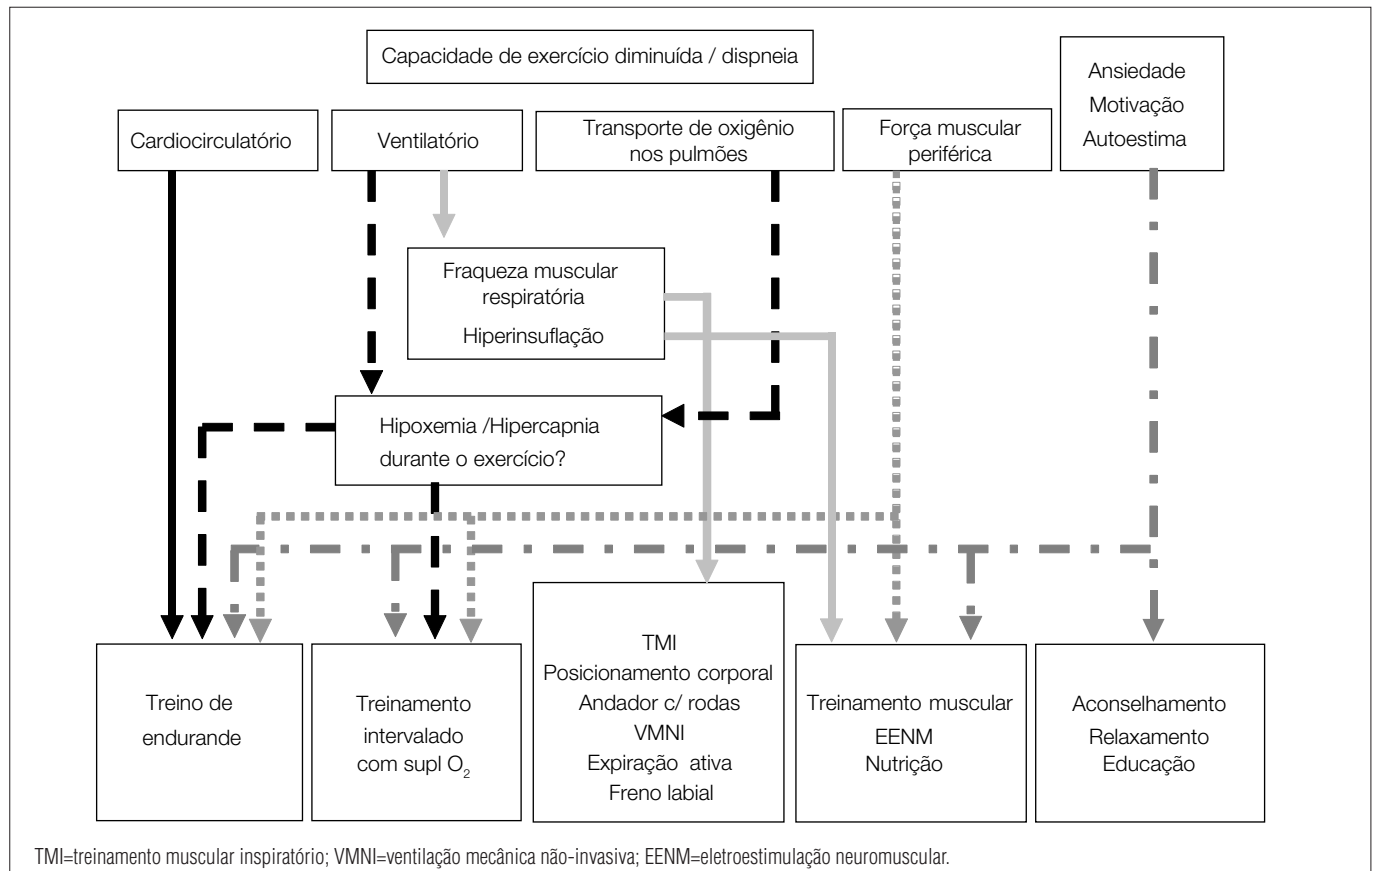 Capacidade de exercício diminuída / dispneia
Ansiedade
Motivação
Autoestima
Cardiocirculatório
Ventilatório
Transporte de oxigênio
nos pulmões
Força muscular
periférica
Fraqueza muscular
respiratória
Hiperinsuflação
Hipoxemia /Hipercapnia
durante o exercício?
Treino de
endurande
Treinamento
intervalado
com supl O₂
TMI
Posicionamento corporal
Andador c/ rodas
VMNI
Expiração ativa
Freno labial
Treinamento muscular
EENM
Nutrição
Aconselhamento
Relaxamento
Educação
TMI=treinamento muscular inspiratório; VMNI=ventilação mecânica não-invasiva; EENM=eletroestimulação neuromuscular.